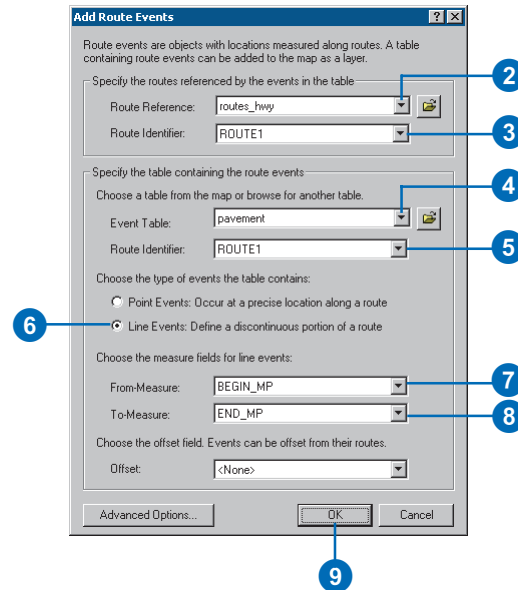 Add Route Events
Route events are objects with locations measured along routes. A table
containing route events can be added to the map as a layer.
Specify the routes referenced by the events in the table
Route Reference: routes_hwy
2
Route Identifier: ROUTE1
3
Specify the table containing the route events
Choose a table from the map or browse for another table.
4
Event Table: pavement
Route Identifier: ROUTE1
5
Choose the type of events the table contains:
Point Events: Occur at a precise location along a route
6
Line Events: Define a discontinuous portion of a route
Choose the measure fields for line events:
From-Measure: BEGIN_MP
7
To-Measure: END_MP
8
Choose the offset field. Events can be offset from their routes.
Offset: <None>
Advanced Options... OK Cancel
9